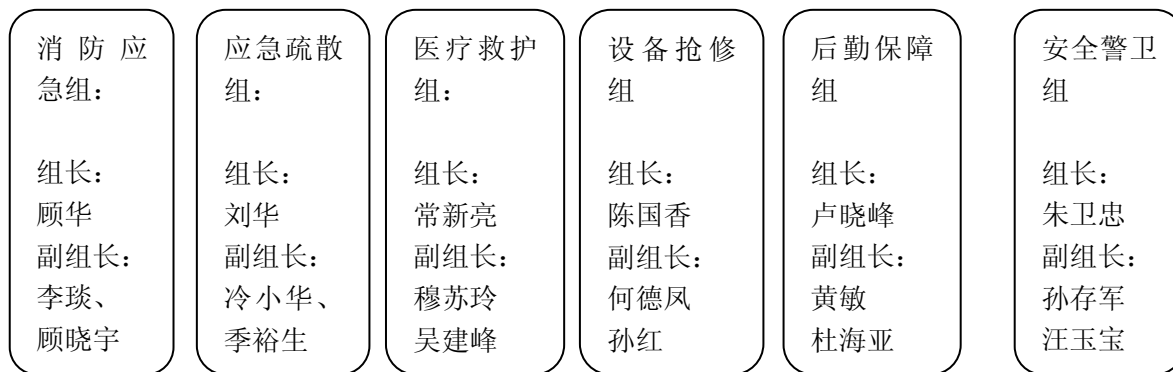 消防应
急组：
组长：
顾华
副组长：
李琰、
顾晓宇
应急疏散
组：
组长：
刘华
副组长：
冷小华、
季裕生
医疗救护
组：
组长：
常新亮
副组长：
穆苏玲
吴建峰
设备抢修
组
组长：
陈国香
副组长：
何德凤
孙红
后勤保障
组
组长：
卢晓峰
副组长：
黄敏
杜海亚
安全警卫
组
组长：
朱卫忠
副组长：
孙存军
汪玉宝